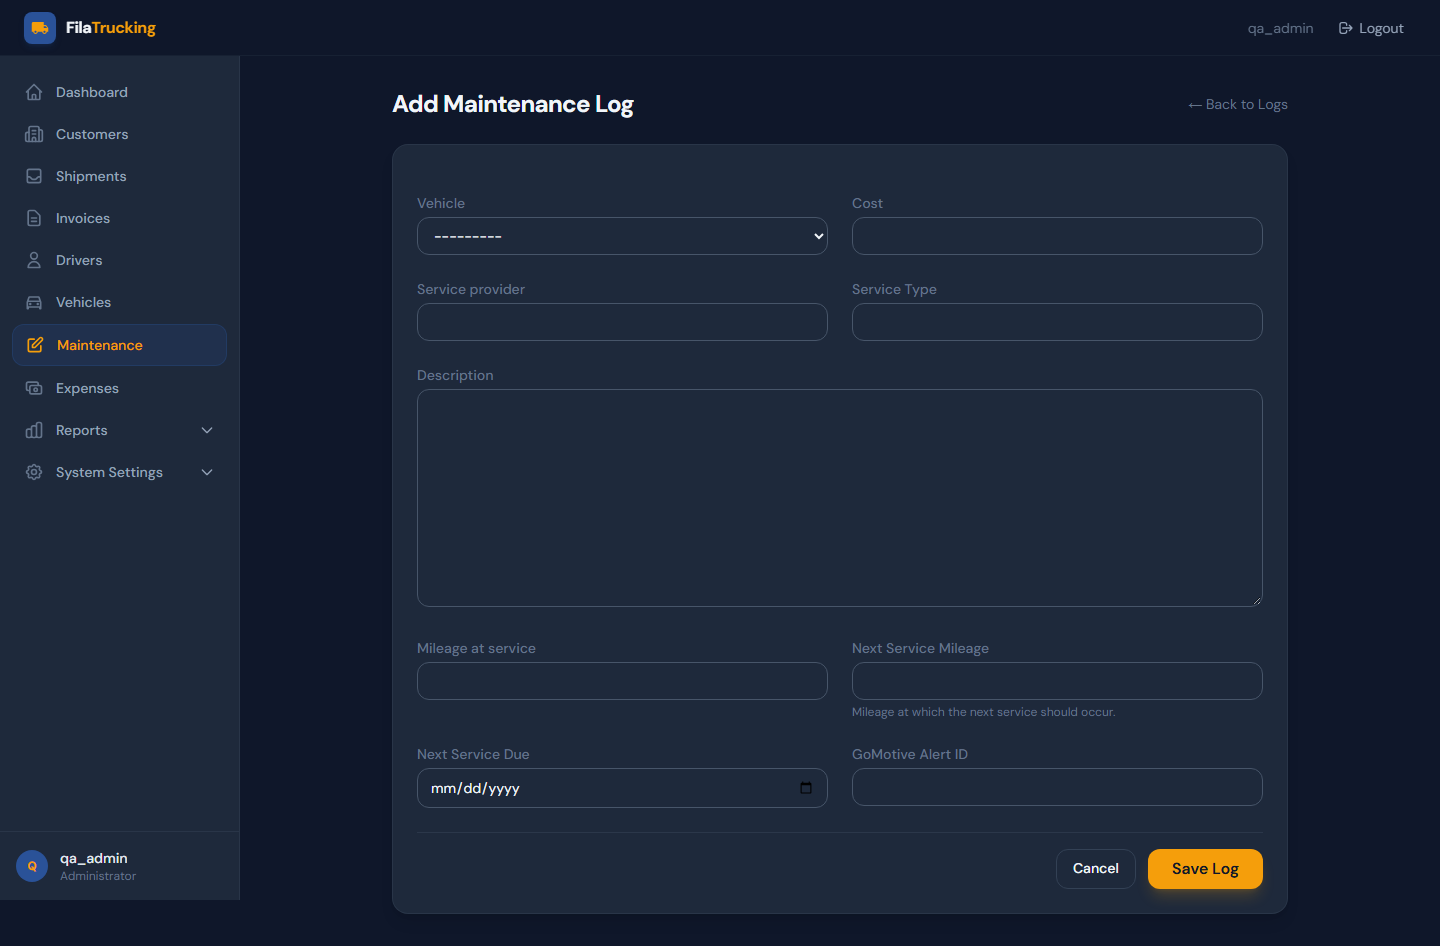 FilaTrucking
qa_admin
Logout
Dashboard
Customers
Shipments
Invoices
Drivers
Vehicles
Maintenance
Expenses
Reports
System Settings
Q
qa_admin
Administrator
Add Maintenance Log
← Back to Logs
Vehicle
Cost
---------
Service provider
Service Type
Description
Mileage at service
Next Service Mileage
Mileage at which the next service should occur.
Next Service Due
GoMotive Alert ID
mm/dd/yyyy
Cancel
Save Log